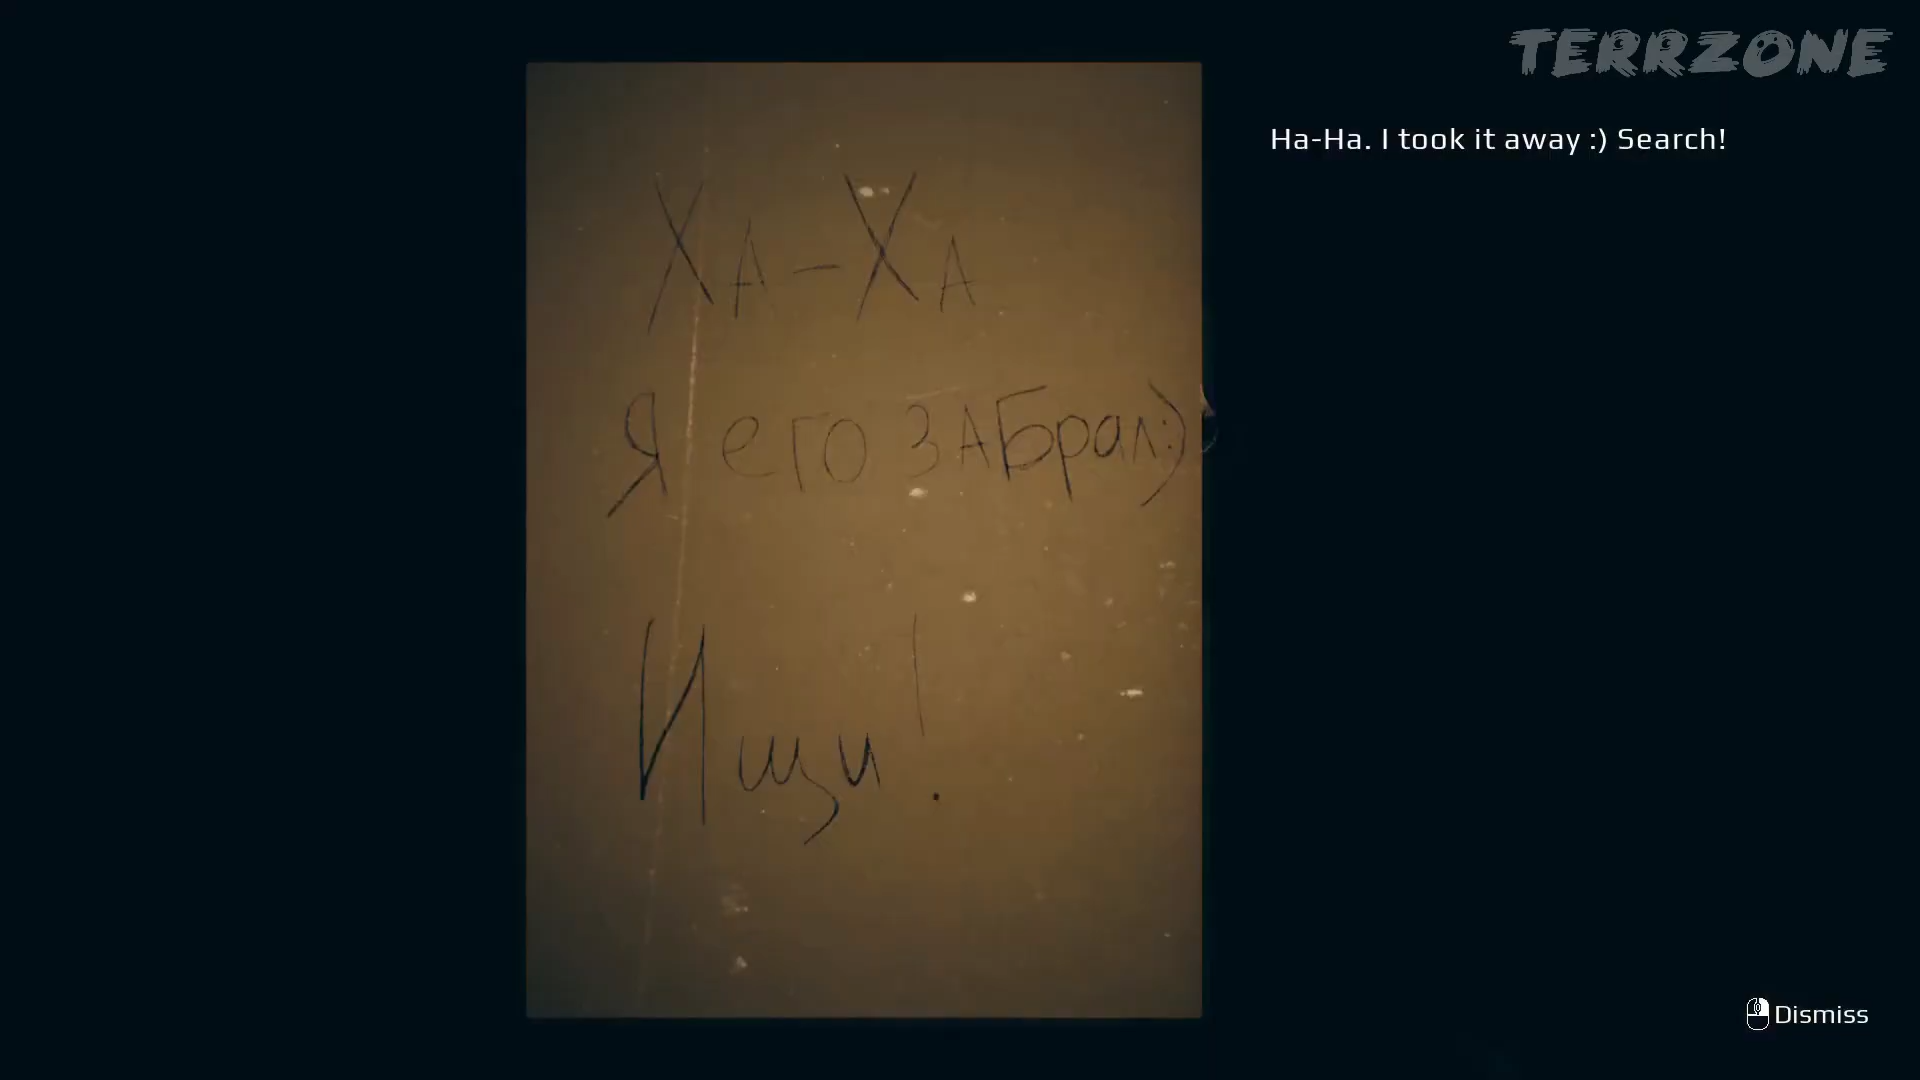 TERRZONE
Ha-Ha. I took it away :) Search!
ХА-ХА
Я его ЗАБрал:)
Ищи!
Dismiss